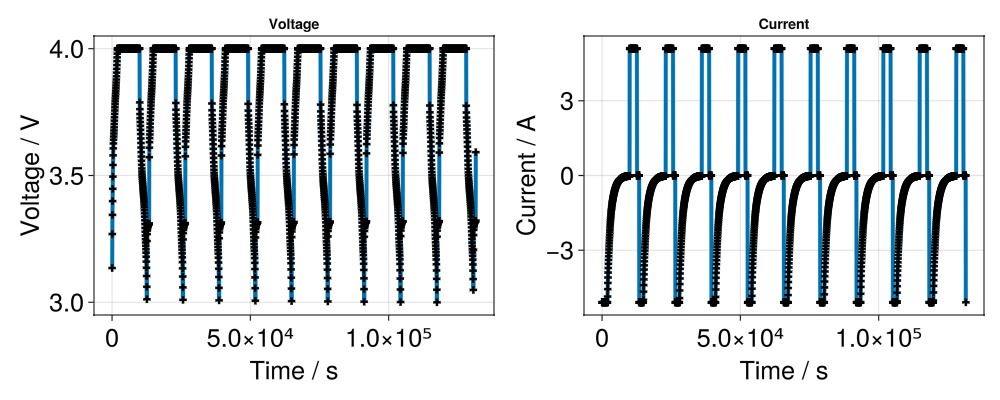 Voltage
Voltage / V
4.0
3.5
3.0
0
5.0×10⁴
1.0×10⁵
Time / s
Current
Current / A
3
0
−3
0
5.0×10⁴
1.0×10⁵
Time / s